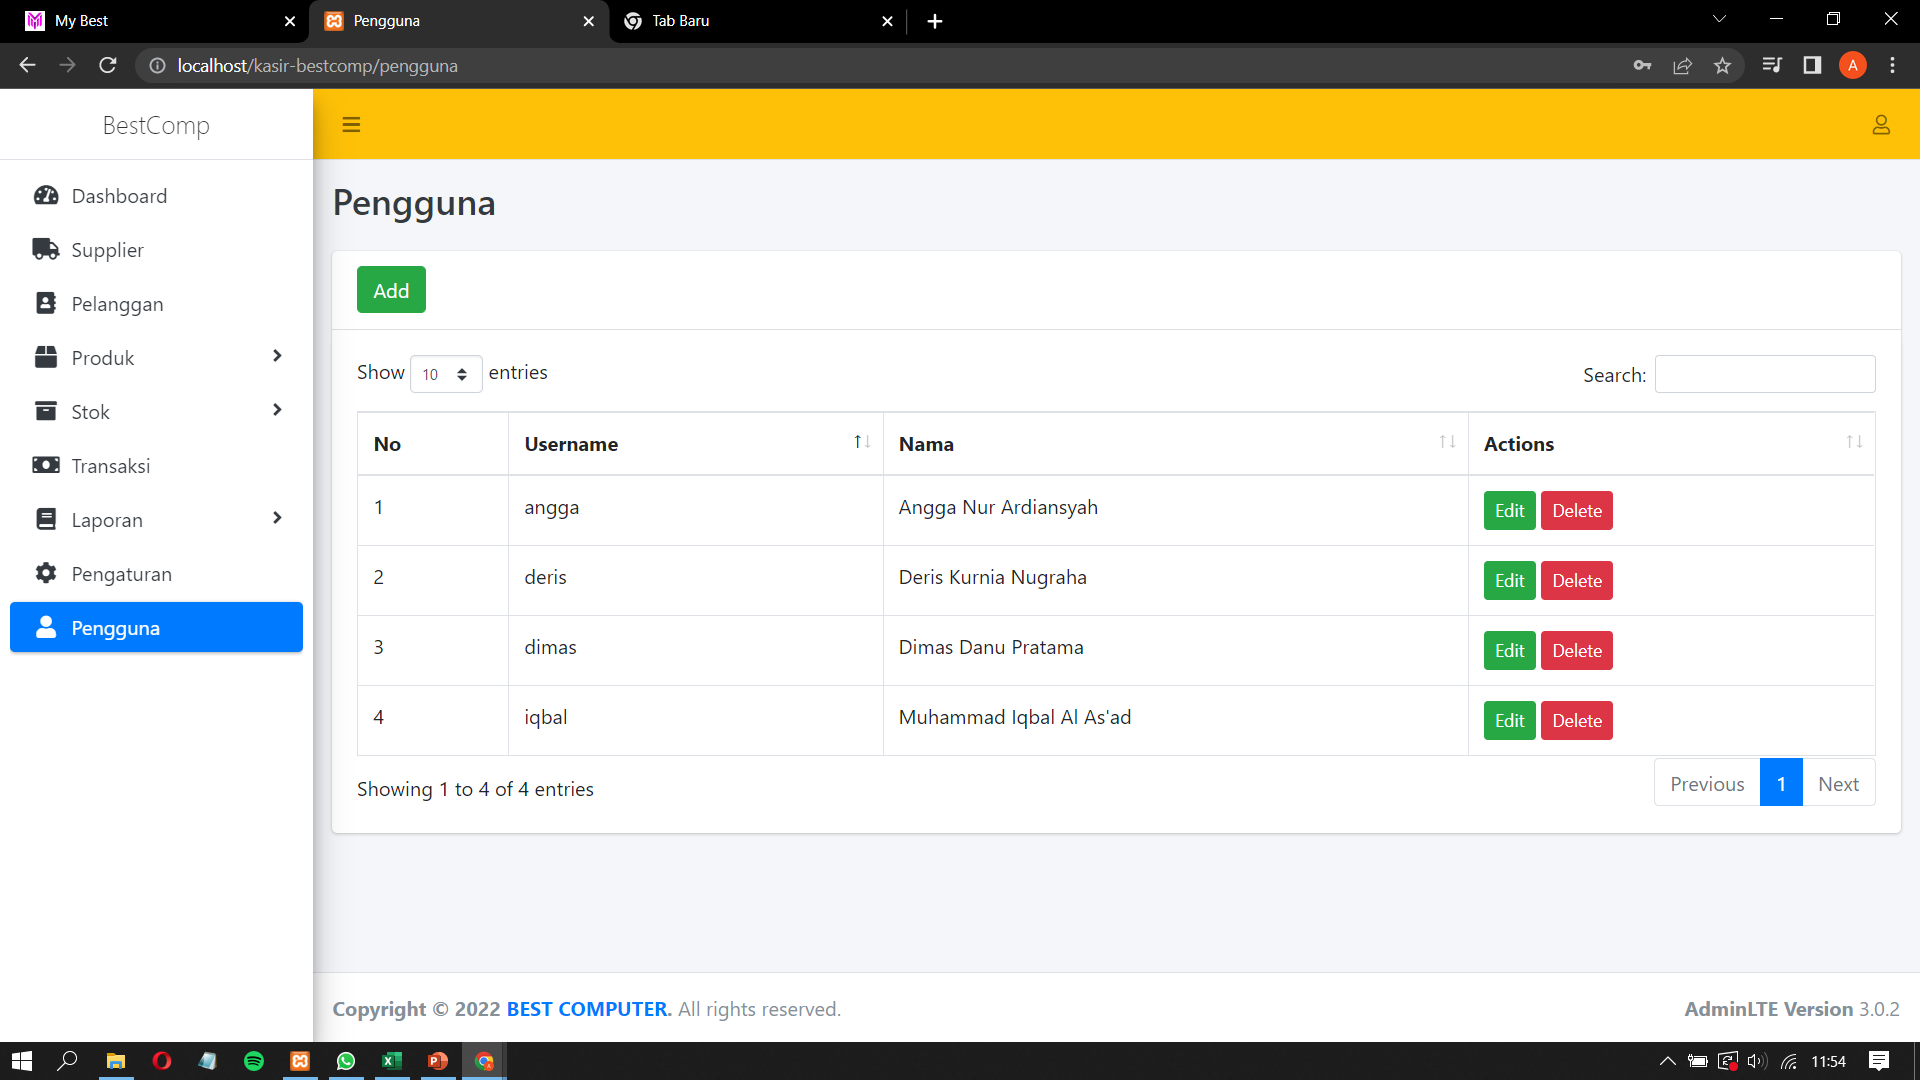 My Best
Pengguna
Tab Baru
localhost/kasir-bestcomp/pengguna
A
BestComp
Dashboard
Supplier
Pelanggan
Produk
Stok
Transaksi
Laporan
Pengaturan
Pengguna
Pengguna
Add
Show 10 entries
Search:
No Username Nama Actions
1 angga Angga Nur Ardiansyah Edit Delete
2 deris Deris Kurnia Nugraha Edit Delete
3 dimas Dimas Danu Pratama Edit Delete
4 iqbal Muhammad Iqbal Al As'ad Edit Delete
Showing 1 to 4 of 4 entries
Previous 1 Next
Copyright © 2022 BEST COMPUTER. All rights reserved.
AdminLTE Version 3.0.2
11:54